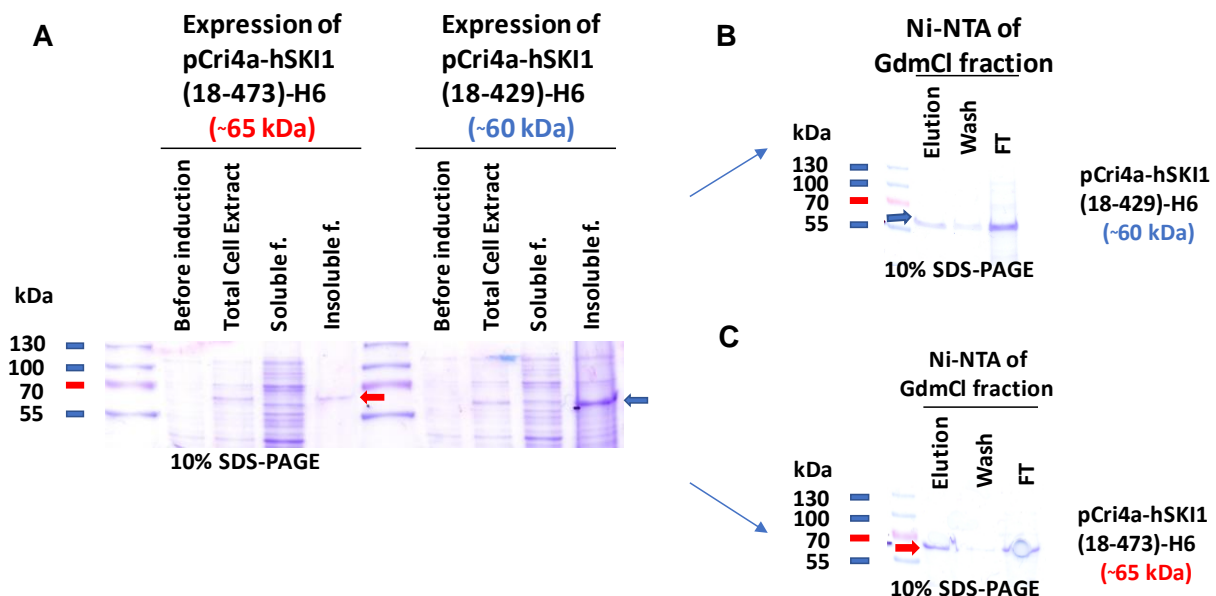 A
Expression of
pCri4a-hSKI1
(18-473)-H6
(~65 kDa)
Expression of
pCri4a-hSKI1
(18-429)-H6
(~60 kDa)
Before induction
Total Cell Extract
Soluble f.
Insoluble f.
Before induction
Total Cell Extract
Soluble f.
Insoluble f.
kDa
130
100
70
55
10% SDS-PAGE
B
Ni-NTA of
GdmCl fraction
Elution
Wash
FT
kDa
130
100
70
55
10% SDS-PAGE
pCri4a-hSKI1
(18-429)-H6
(~60 kDa)
C
Ni-NTA of
GdmCl fraction
Elution
Wash
FT
kDa
130
100
70
55
10% SDS-PAGE
pCri4a-hSKI1
(18-473)-H6
(~65 kDa)